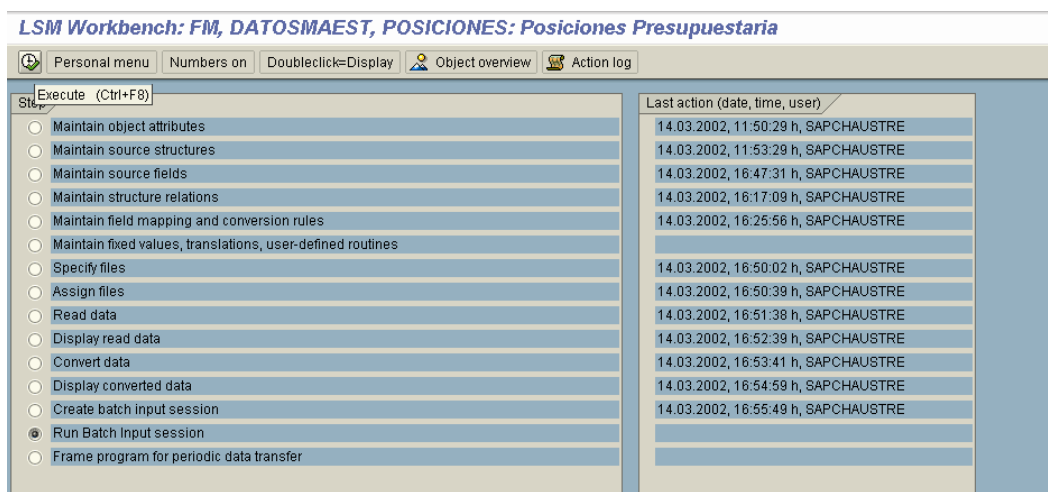 LSM Workbench: FM, DATOSMAEST, POSICIONES: Posiciones Presupuestaria
Personal menu Numbers on Doubleclick=Display Object overview Action log
Execute (Ctrl+F8)
Step Last action (date, time, user)
Maintain object attributes 14.03.2002, 11:50:29 h, SAPCHAUSTRE
Maintain source structures 14.03.2002, 11:53:29 h, SAPCHAUSTRE
Maintain source fields 14.03.2002, 16:47:31 h, SAPCHAUSTRE
Maintain structure relations 14.03.2002, 16:17:09 h, SAPCHAUSTRE
Maintain field mapping and conversion rules 14.03.2002, 16:25:56 h, SAPCHAUSTRE
Maintain fixed values, translations, user-defined routines
Specify files 14.03.2002, 16:50:02 h, SAPCHAUSTRE
Assign files 14.03.2002, 16:50:39 h, SAPCHAUSTRE
Read data 14.03.2002, 16:51:38 h, SAPCHAUSTRE
Display read data 14.03.2002, 16:52:39 h, SAPCHAUSTRE
Convert data 14.03.2002, 16:53:41 h, SAPCHAUSTRE
Display converted data 14.03.2002, 16:54:59 h, SAPCHAUSTRE
Create batch input session 14.03.2002, 16:55:49 h, SAPCHAUSTRE
Run Batch Input session
Frame program for periodic data transfer